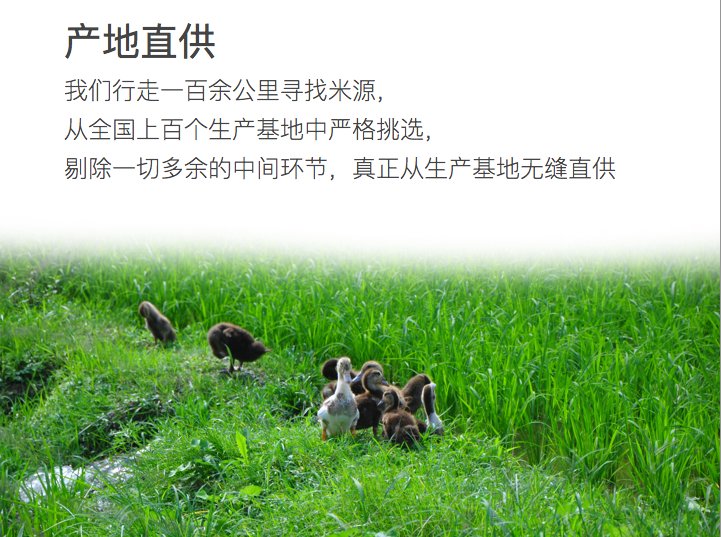 产地直供
我们行走一百余公里寻找米源,
从全国上百个生产基地中严格挑选,
剔除一切多余的中间环节，真正从生产基地无缝直供